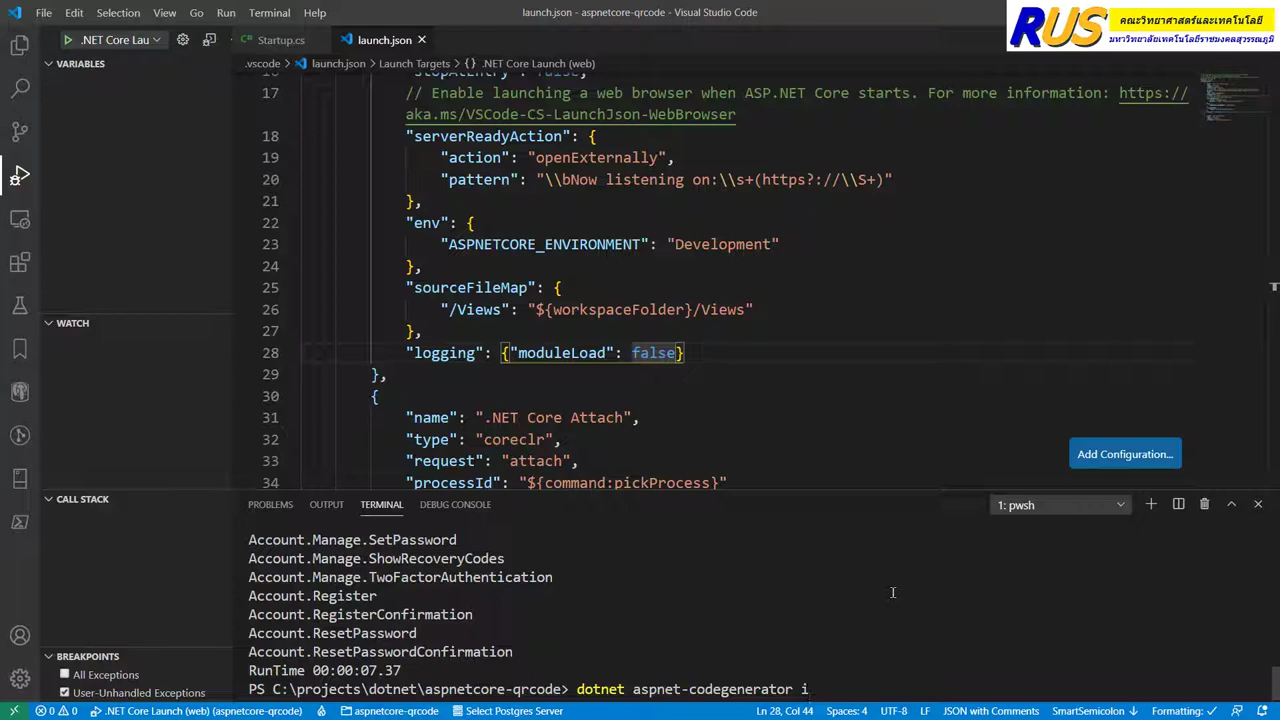 File Edit Selection View Go Run Terminal Help
launch.json - aspnetcore-qrcode - Visual Studio Code
RUS
คณะวิทยาศาสตร์และเทคโนโลยี
มหาวิทยาลัยเทคโนโลยีราชมงคลสุวรรณภูมิ
.NET Core Lau
Startup.cs
launch.json
VARIABLES
.vscode > launch.json > Launch Targets > {} .NET Core Launch (web)
17 // Enable launching a web browser when ASP.NET Core starts. For more information: https://
aka.ms/VSCode-CS-LaunchJson-WebBrowser
18 "serverReadyAction": {
19 "action": "openExternally",
20 "pattern": "\\bNow listening on:\\s+(https?://\\S+)"
21 },
22 "env": {
23 "ASPNETCORE_ENVIRONMENT": "Development"
24 },
25 "sourceFileMap": {
26 "/Views": "${workspaceFolder}/Views"
27 },
28 "logging": {"moduleLoad": false}
29 },
30 {
31 "name": ".NET Core Attach",
32 "type": "coreclr",
33 "request": "attach",
34 "processId": "${command:pickProcess}"
WATCH
CALL STACK
BREAKPOINTS
All Exceptions
User-Unhandled Exceptions
Add Configuration...
PROBLEMS OUTPUT TERMINAL DEBUG CONSOLE
1: pwsh
Account.Manage.SetPassword
Account.Manage.ShowRecoveryCodes
Account.Manage.TwoFactorAuthentication
Account.Register
Account.RegisterConfirmation
Account.ResetPassword
Account.ResetPasswordConfirmation
RunTime 00:00:07.37
PS C:\projects\dotnet\aspnetcore-qrcode> dotnet aspnet-codegenerator i
0 0 .NET Core Launch (web) (aspnetcore-qrcode) aspnetcore-qrcode Select Postgres Server Ln 28, Col 44 Spaces: 4 UTF-8 LF JSON with Comments SmartSemicolon Formatting: